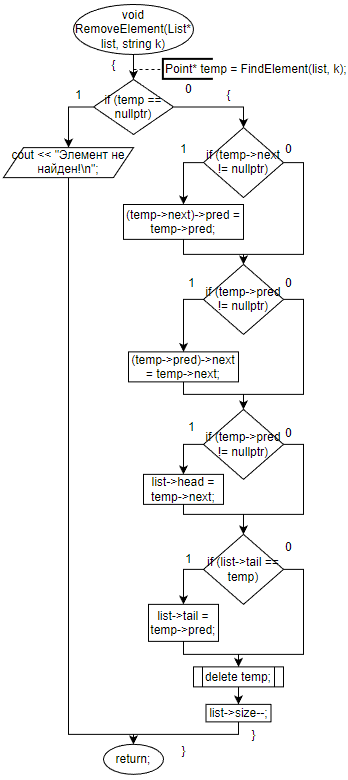 void
RemoveElement(List*
list, string k)
{
Point* temp = FindElement(list, k);
1
0
if (temp ==
nullptr)
{
cout << "Элемент не
найден!\n";
1
0
if (temp->next
!= nullptr)
(temp->next)->pred =
temp->pred;
1
0
if (temp->pred
!= nullptr)
(temp->pred)->next
= temp->next;
1
0
if (temp->pred
!= nullptr)
list->head =
temp->next;
1
0
if (list->tail ==
temp)
list->tail =
temp->pred;
delete temp;
list->size--;
}
return;
}